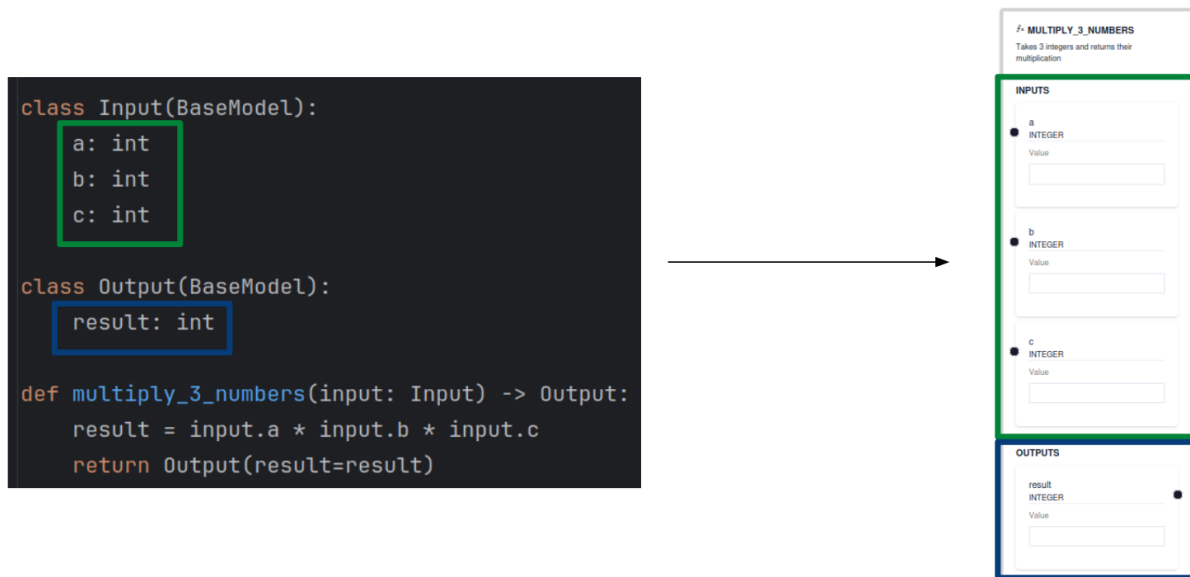 class Input(BaseModel):
a: int
b: int
c: int
class Output(BaseModel):
result: int
def multiply_3_numbers(input: Input) -> Output:
result = input.a * input.b * input.c
return Output(result=result)
fx MULTIPLY_3_NUMBERS
Takes 3 integers and returns their
multiplication
INPUTS
a
INTEGER
Value
b
INTEGER
Value
c
INTEGER
Value
OUTPUTS
result
INTEGER
Value